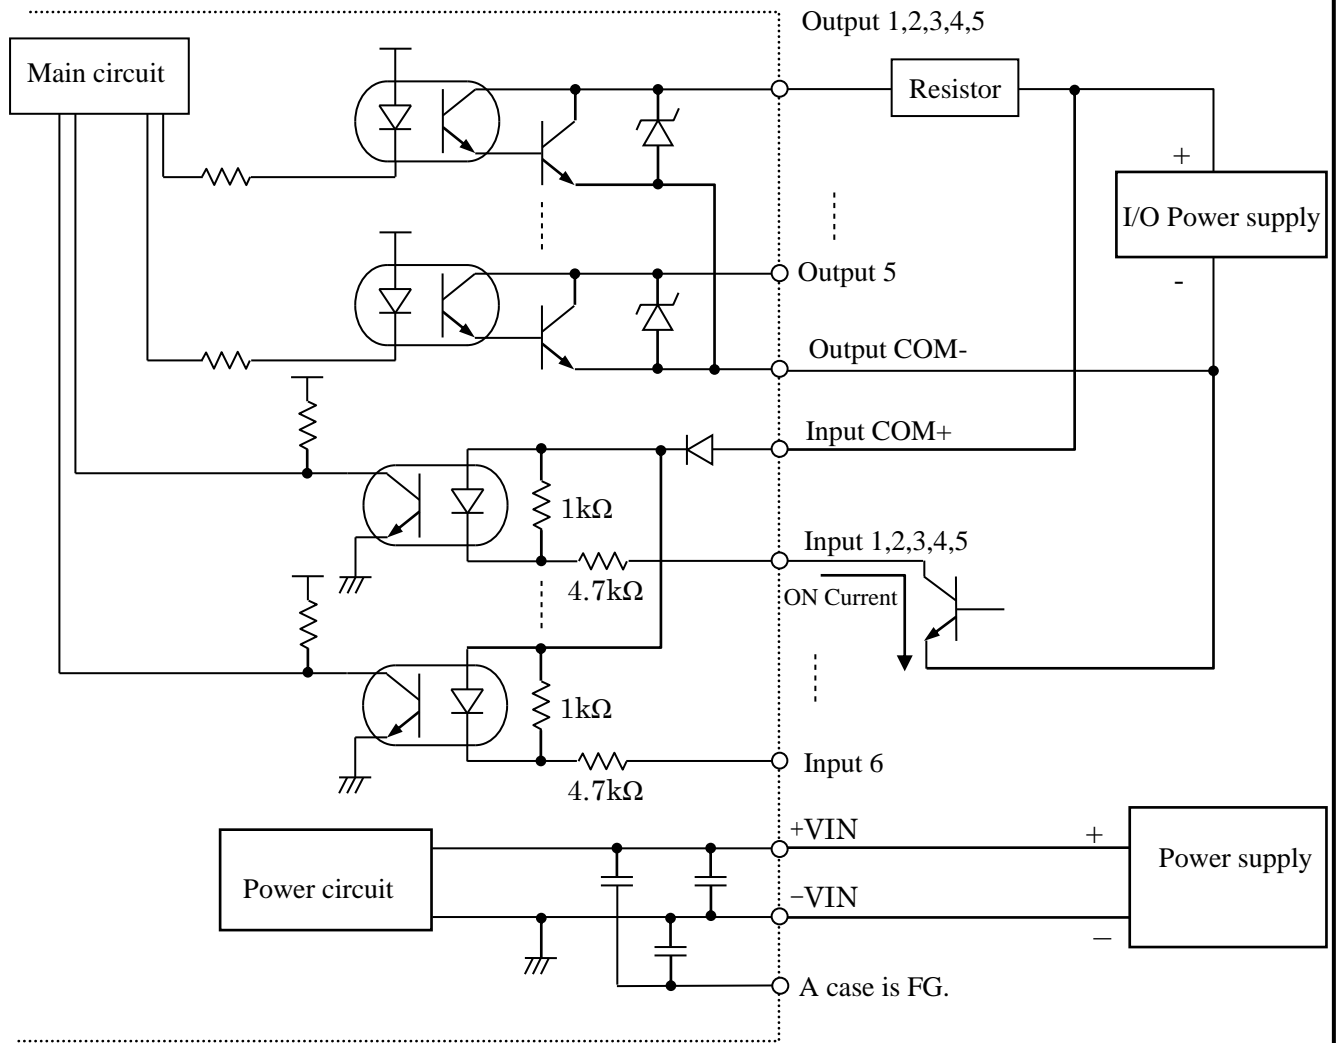 Output 1,2,3,4,5
Main circuit
Resistor
+
I/O Power supply
-
Output 5
Output COM-
Input COM+
1kΩ
Input 1,2,3,4,5
4.7kΩ
ON Current
1kΩ
Input 6
4.7kΩ
+VIN
+
Power supply
Power circuit
−VIN
−
A case is FG.